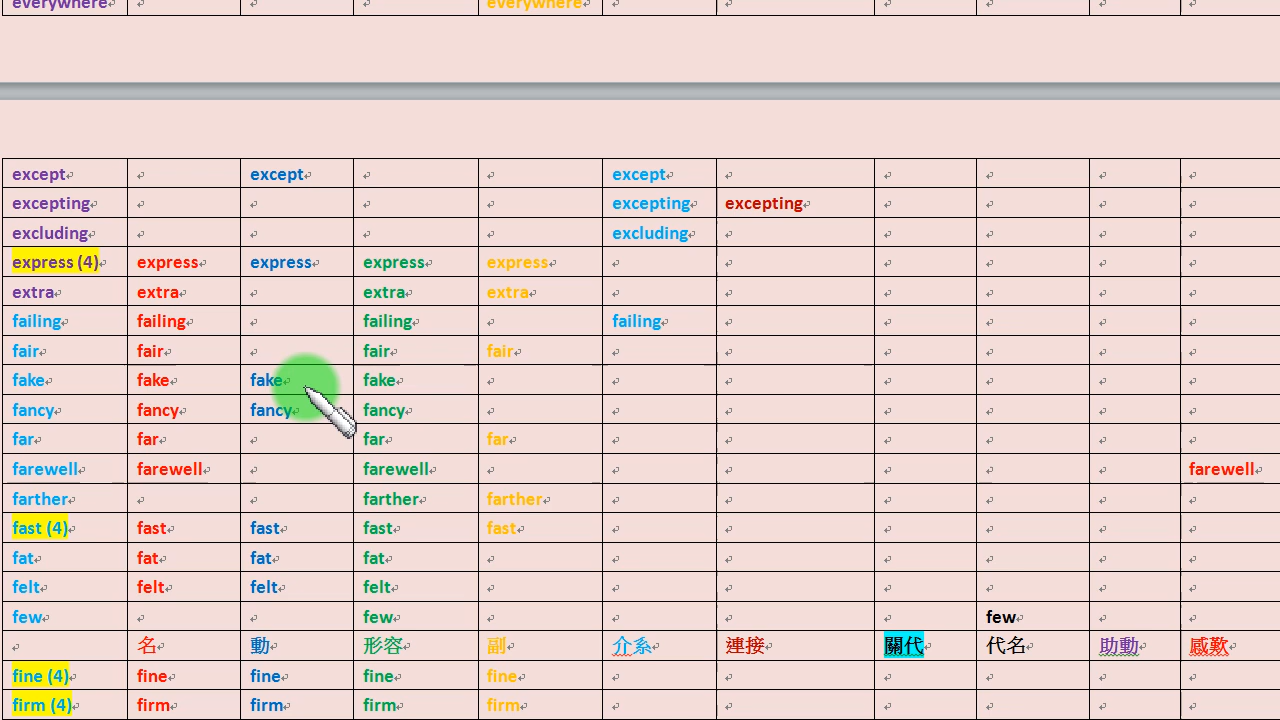 everywhere everywhere
except except except
excepting excepting excepting
excluding excluding
express (4) express express express express
extra extra extra extra
failing failing failing failing
fair fair fair fair
fake fake fake fake
fancy fancy fancy fancy
far far far far
farewell farewell farewell farewell
farther farther farther
fast (4) fast fast fast fast
fat fat fat fat
felt felt felt felt
few few few
名 動 形容 副 介系 連接 關代 代名 助動 感歎
fine (4) fine fine fine fine
firm (4) firm firm firm firm